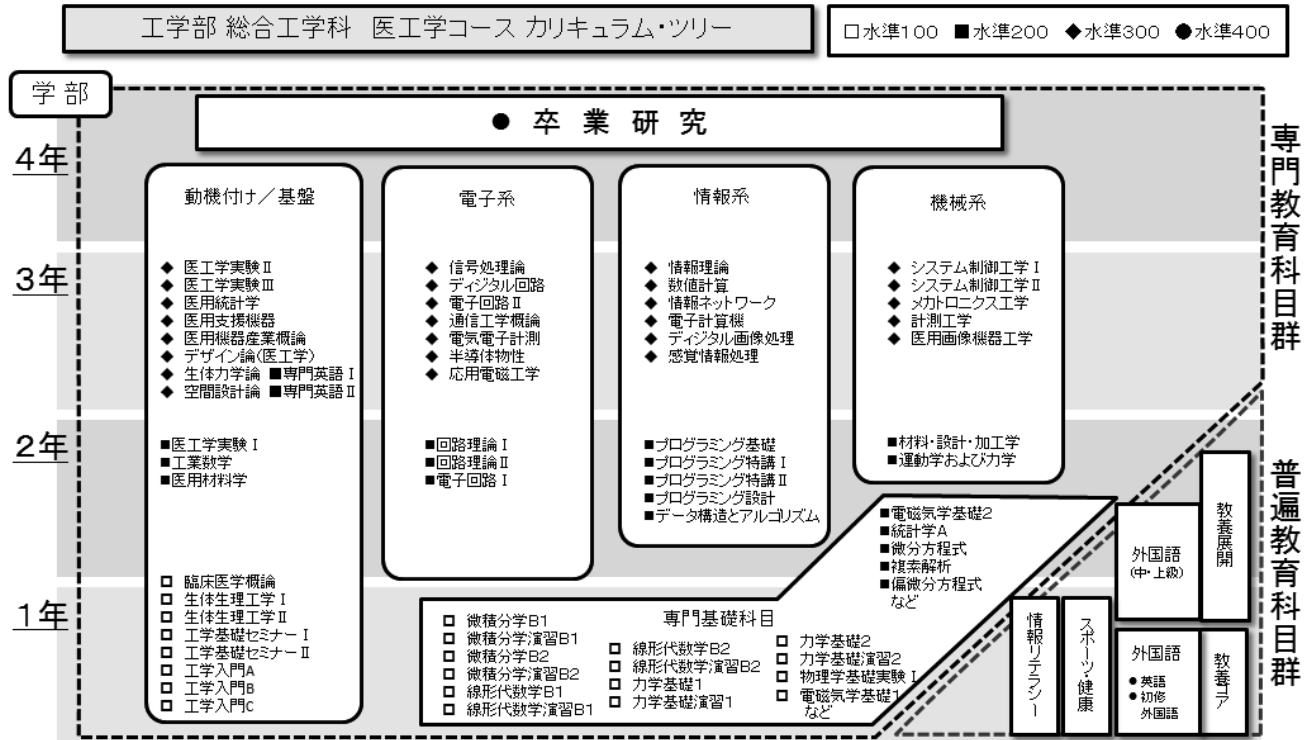 工学部 総合工学科 医工学コース カリキュラム・ツリー
□水準100 ■水準200 ◆水準300 ●水準400
学部
● 卒業研究
4年
3年
2年
1年
動機付け／基盤
◆ 医工学実験Ⅱ
◆ 医工学実験Ⅲ
◆ 医用統計学
◆ 医用支援機器
◆ 医用機器産業概論
◆ デザイン論(医工学)
◆ 生体力学論 ■専門英語Ⅰ
◆ 空間設計論 ■専門英語Ⅱ
■医工学実験Ⅰ
■工業数学
■医用材料学
□ 臨床医学概論
□ 生体生理工学Ⅰ
□ 生体生理工学Ⅱ
□ 工学基礎セミナーⅠ
□ 工学基礎セミナーⅡ
□ 工学入門A
□ 工学入門B
□ 工学入門C
電子系
◆ 信号処理論
◆ ディジタル回路
◆ 電子回路Ⅱ
◆ 通信工学概論
◆ 電気電子計測
◆ 半導体物性
◆ 応用電磁工学
■回路理論Ⅰ
■回路理論Ⅱ
■電子回路Ⅰ
情報系
◆ 情報理論
◆ 数値計算
◆ 情報ネットワーク
◆ 電子計算機
◆ ディジタル画像処理
◆ 感覚情報処理
■プログラミング基礎
■プログラミング特講Ⅰ
■プログラミング特講Ⅱ
■プログラミング設計
■データ構造とアルゴリズム
機械系
◆ システム制御工学Ⅰ
◆ システム制御工学Ⅱ
◆ メカトロニクス工学
◆ 計測工学
◆ 医用画像機器工学
■材料・設計・加工学
■運動学および力学
■電磁気学基礎2
■統計学A
■微分方程式
■複素解析
■偏微分方程式
など
専門基礎科目
□ 微積分学B1
□ 微積分学演習B1
□ 微積分学B2
□ 微積分学演習B2
□ 線形代数学B1
□ 線形代数学演習B1
□ 線形代数学B2
□ 線形代数学演習B2
□ 力学基礎1
□ 力学基礎演習1
□ 力学基礎2
□ 力学基礎演習2
□ 物理学基礎実験Ⅰ
□ 電磁気学基礎1
など
情報リテラシー
スポーツ・健康
外国語
(中・上級)
教養展開
外国語
●英語
●初修
外国語
教養コア
専門教育科目群
普遍教育科目群